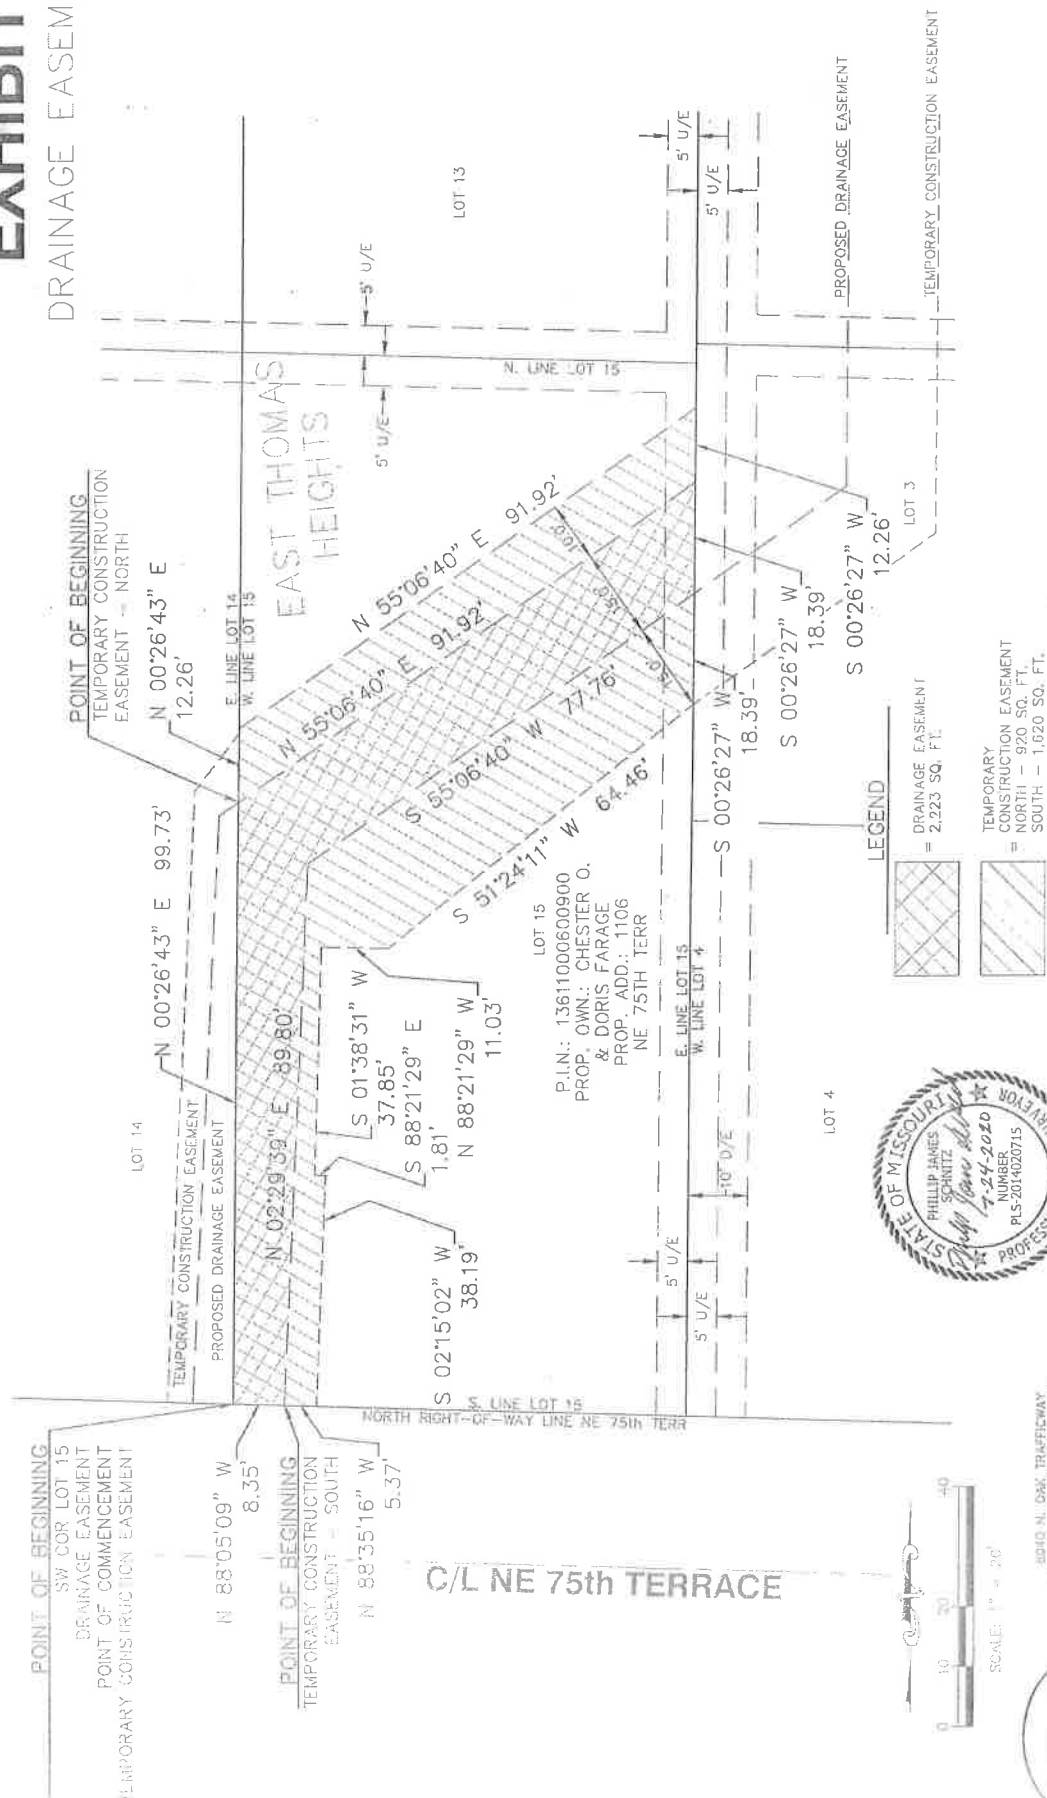 EXHIBIT
DRAINAGE EASEM
POINT OF BEGINNING
SW COR LOT 15
DRAINAGE EASEMENT
POINT OF COMMENCEMENT
TEMPORARY CONSTRUCTION EASEMENT
N 88°05'09" W
8.35'
POINT OF BEGINNING
TEMPORARY CONSTRUCTION
EASEMENT - SOUTH
N 88°35'16" W
5.37'
C/L NE 75th TERRACE
LOT 14
TEMPORARY CONSTRUCTION EASEMENT
PROPOSED DRAINAGE EASEMENT
N 00°26'43" E 99.73'
N 02°29'39" E 89.80'
POINT OF BEGINNING
TEMPORARY CONSTRUCTION
EASEMENT - NORTH
N 00°26'43" E
12.26'
E. LINE LOT 14
W. LINE LOT 15
EAST THOMAS
HEIGHTS
5' U/E
5' U/E
LOT 13
N. LINE LOT 15
N 55°06'40" E 91.92'
N 55°06'40" E 91.92'
S 55°06'40" W 77.76'
S 51°24'11" W 64.46'
10.0'
15.0'
15.0'
S 01°38'31" W
37.85'
S 88°21'29" E
1.81'
N 88°21'29" W
11.03'
S 02°15'02" W
38.19'
S. LINE LOT 15
NORTH RIGHT-OF-WAY LINE NE 75th TERR
LOT 15
P.I.N.: 13611000600900
PROP. OWN.: CHESTER O.
& DORIS FARAGE
PROP. ADD.: 1106
NE 75TH TERR
E. LINE LOT 15
W. LINE LOT 4
5' U/E
5' U/E
10' U/E
5' U/E
5' U/E
S 00°26'27" W
18.39'
S 00°26'27" W
18.39'
S 00°26'27" W
12.26'
LOT 3
PROPOSED DRAINAGE EASEMENT
TEMPORARY CONSTRUCTION EASEMENT
LOT 4
LEGEND
= DRAINAGE EASEMENT
2,223 SQ. FT.
= TEMPORARY
CONSTRUCTION EASEMENT
NORTH - 920 SQ. FT.
SOUTH - 1,620 SQ. FT.
STATE OF MISSOURI
PHILLIP JAMES
SCHNITZ
7-24-2020
NUMBER
PLS-2014020715
0 10 20 40
SCALE: 1" = 20'
8040 N. OAK TRAFFICWAY